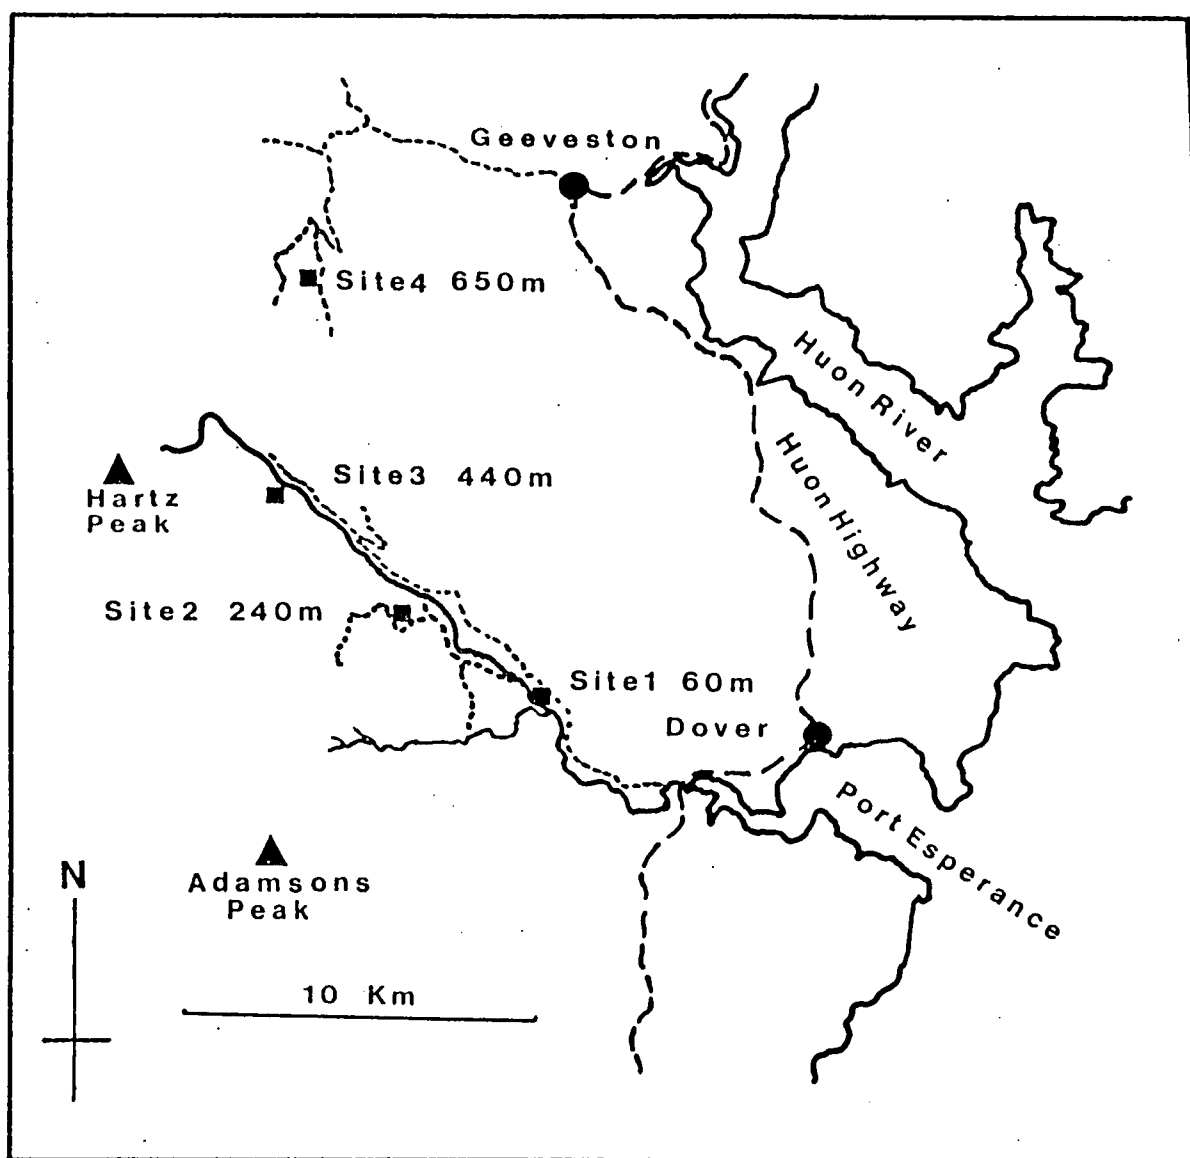 Geeveston
Site4 650m
Huon River
Site3 440m
Hartz
Peak
Huon Highway
Site2 240m
Site1 60m
Dover
Port Esperance
N
Adamsons
Peak
10 Km